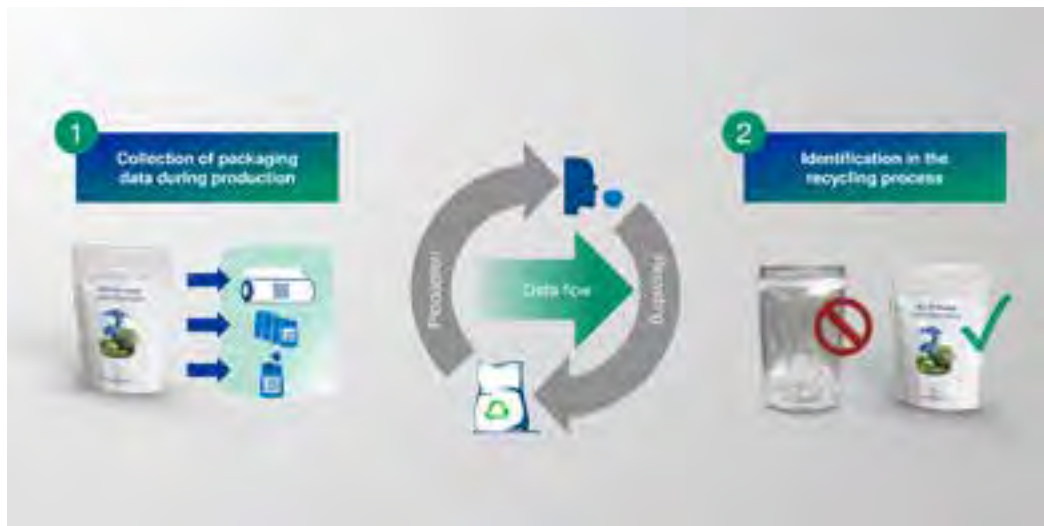 1
Collection of packaging
data during production
Production
Data flow
Recycling
2
Identification in the
recycling process